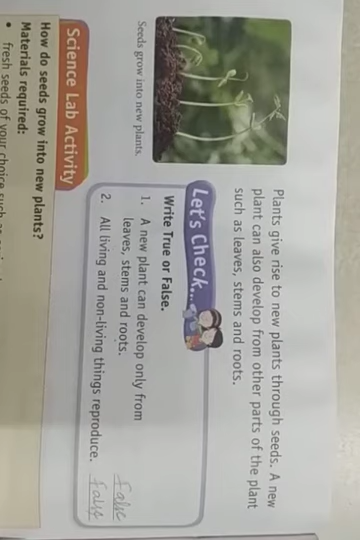 Plants give rise to new plants through seeds. A new
plant can also develop from other parts of the plant
such as leaves, stems and roots.
Seeds grow into new plants.
Let's Check...
Write True or False.
1. A new plant can develop only from
leaves, stems and roots. False
2. All living and non-living things reproduce. False
Science Lab Activity
How do seeds grow into new plants?
Materials required:
• fresh seeds of your choice such as